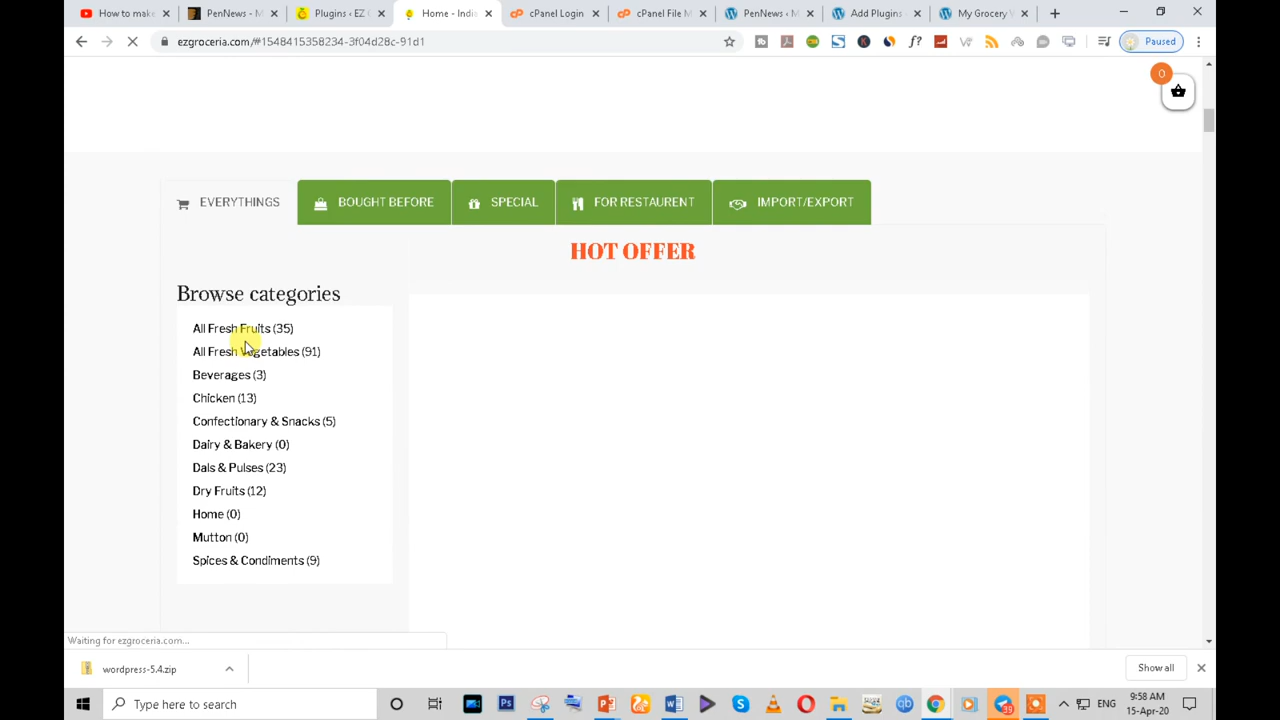 How to make
PenNews - M
Plugins ‹ EZ G
Home - India
cPanel Login
cPanel File M
PenNews - M
Add Plugins ‹
My Grocery W
ezgroceria.com/#1548415358234-3f04d28c-91d1
Paused
0
EVERYTHINGS
BOUGHT BEFORE
SPECIAL
FOR RESTAURENT
IMPORT/EXPORT
HOT OFFER
Browse categories
All Fresh Fruits (35)
All Fresh Vegetables (91)
Beverages (3)
Chicken (13)
Confectionary & Snacks (5)
Dairy & Bakery (0)
Dals & Pulses (23)
Dry Fruits (12)
Home (0)
Mutton (0)
Spices & Condiments (9)
Waiting for ezgroceria.com...
wordpress-5.4.zip
Show all
Type here to search
39
ENG
9:58 AM
15-Apr-20